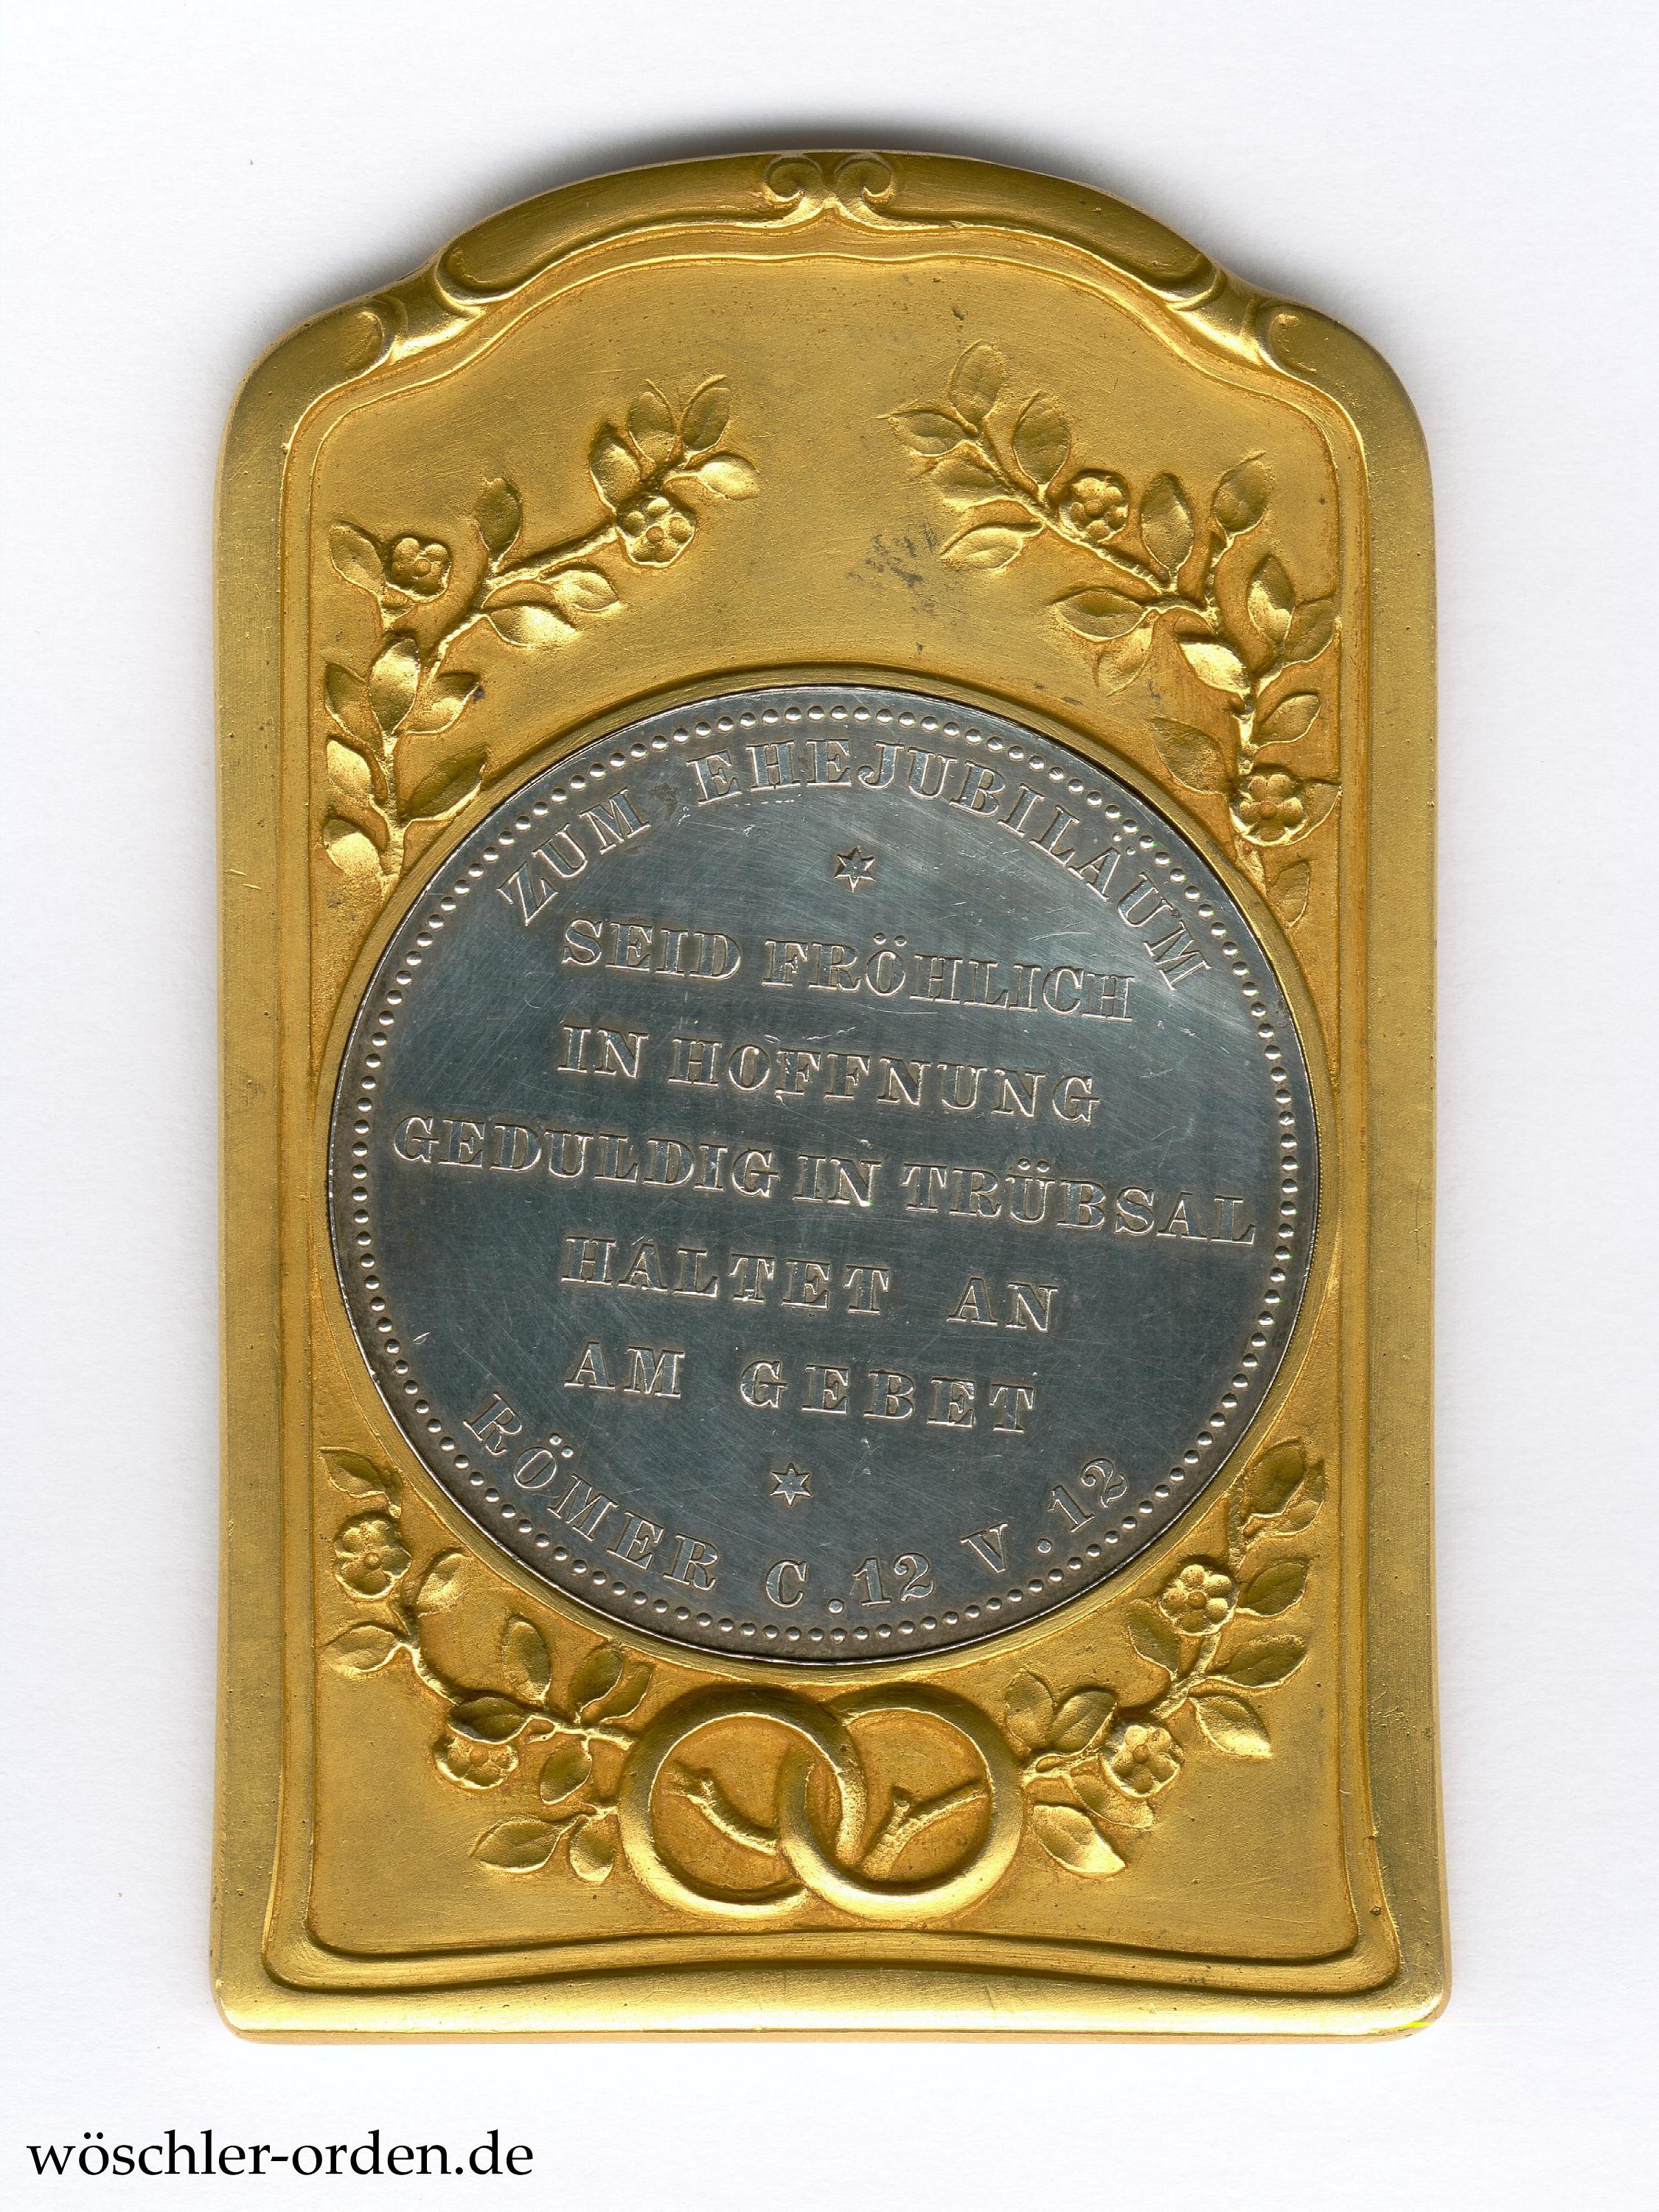 ZUM EHEJUBILÄUM
SEID FRÖHLICH
IN HOFFNUNG
GEDULDIG IN TRÜBSAL
HALTET AN
AM GEBET
RÖMER C. 12 V. 12
wöschler-orden.de